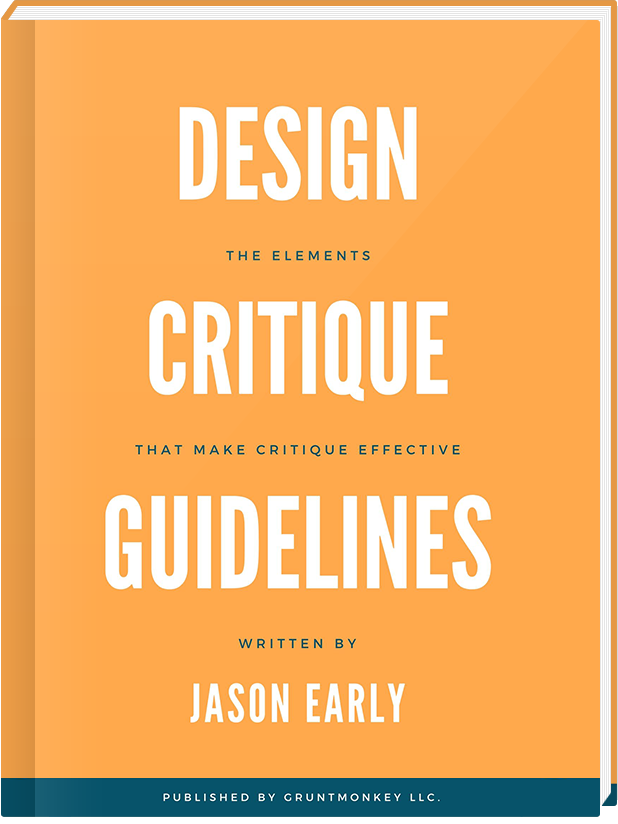 DESIGN
THE ELEMENTS
CRITIQUE
THAT MAKE CRITIQUE EFFECTIVE
GUIDELINES
WRITTEN BY
JASON EARLY
PUBLISHED BY GRUNTMONKEY LLC.